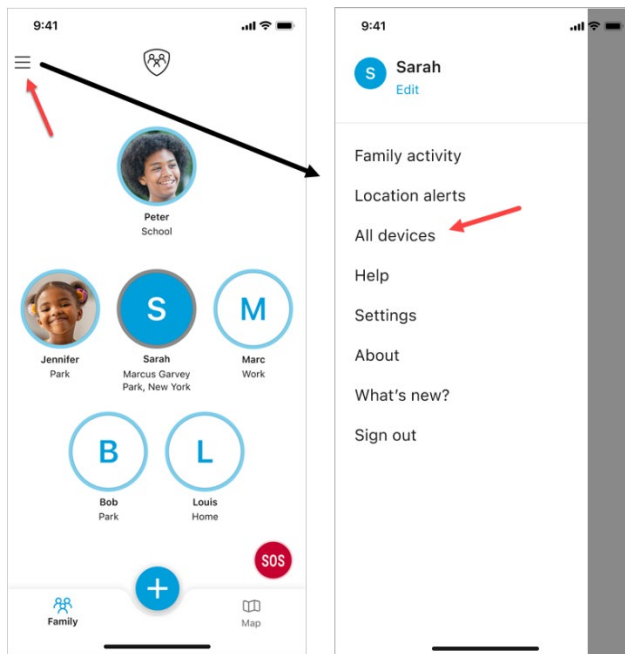 9:41
Peter
School
S
M
Jennifer
Park
Sarah
Marcus Garvey
Park, New York
Marc
Work
B
L
Bob
Park
Louis
Home
SOS
+
Family
Map
9:41
S
Sarah
Edit
Family activity
Location alerts
All devices
Help
Settings
About
What's new?
Sign out